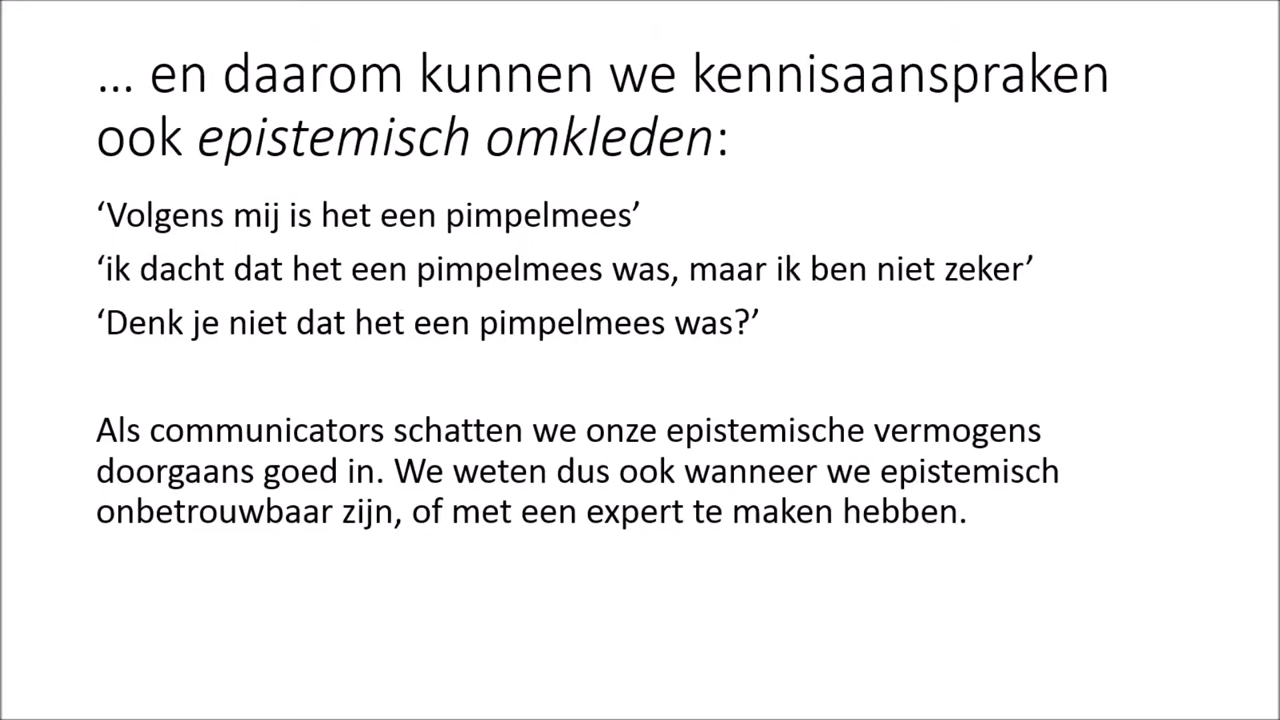 ... en daarom kunnen we kennisaanspraken
ook epistemisch omkleden:
‘Volgens mij is het een pimpelmees’
‘ik dacht dat het een pimpelmees was, maar ik ben niet zeker’
‘Denk je niet dat het een pimpelmees was?’
Als communicators schatten we onze epistemische vermogens
doorgaans goed in. We weten dus ook wanneer we epistemisch
onbetrouwbaar zijn, of met een expert te maken hebben.